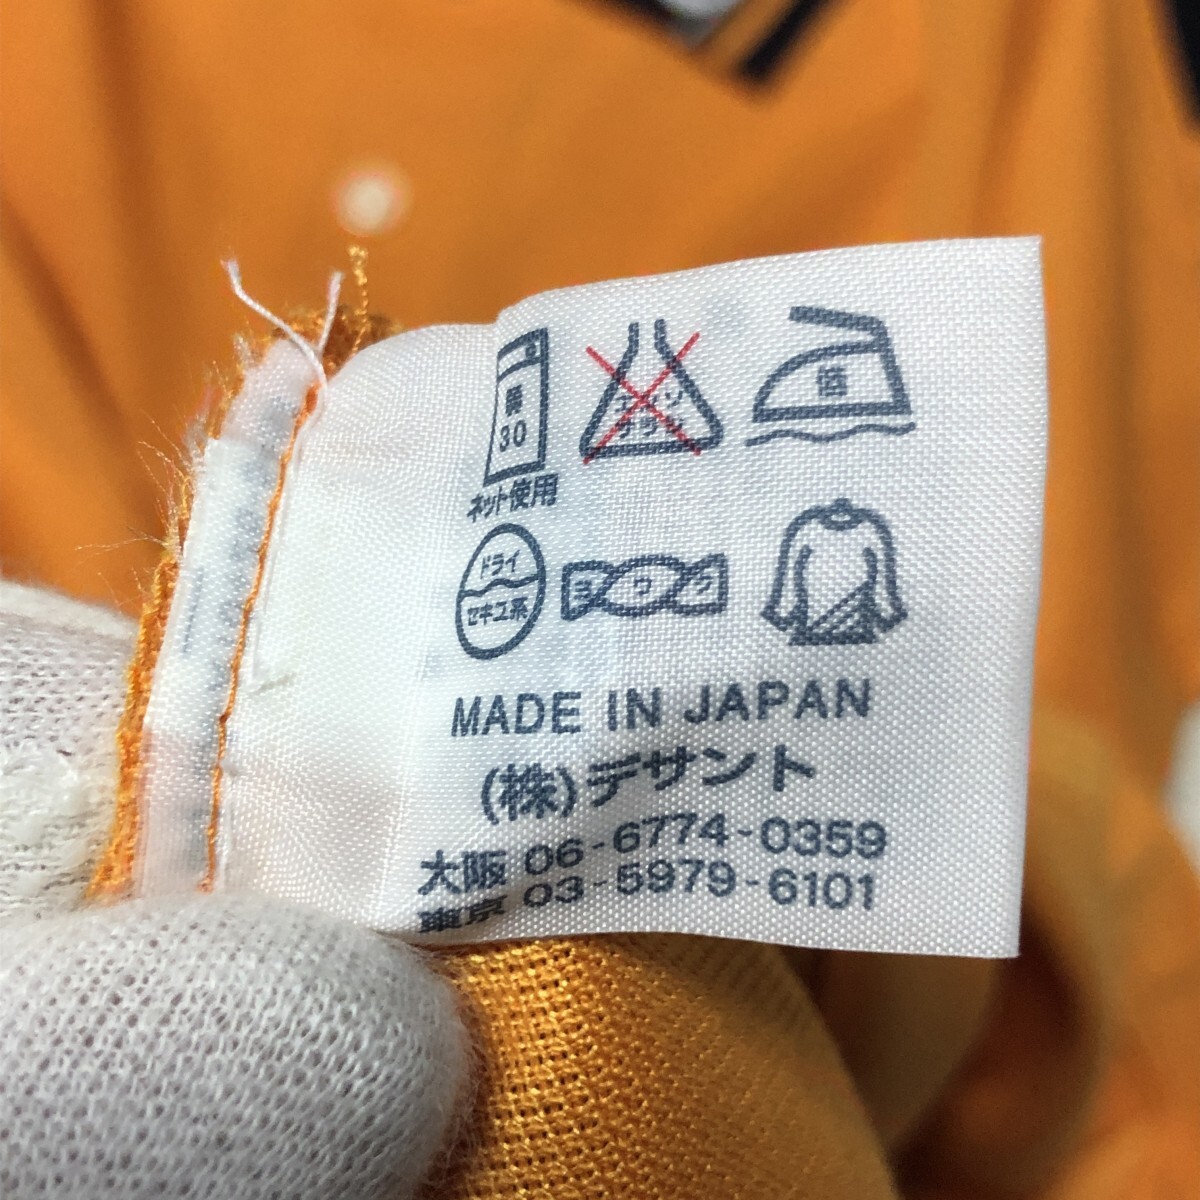 弱
30
エンソ
サラシ
低
ネット使用
ドライ
セキユ系
ヨワク
MADE IN JAPAN
(株)デサント
大阪 06-6774-0359
東京 03-5979-6101